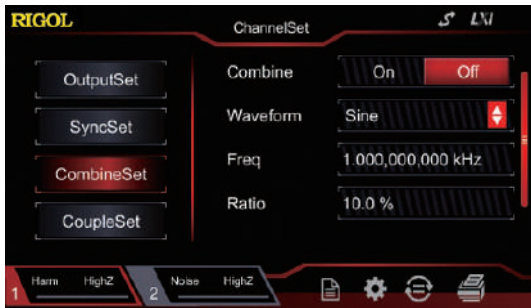 RIGOL
ChannelSet
LXI
OutputSet
SyncSet
CombineSet
CoupleSet
Combine On Off
Waveform Sine
Freq 1.000,000,000 kHz
Ratio 10.0 %
1 Harm HighZ 2 Noise HighZ